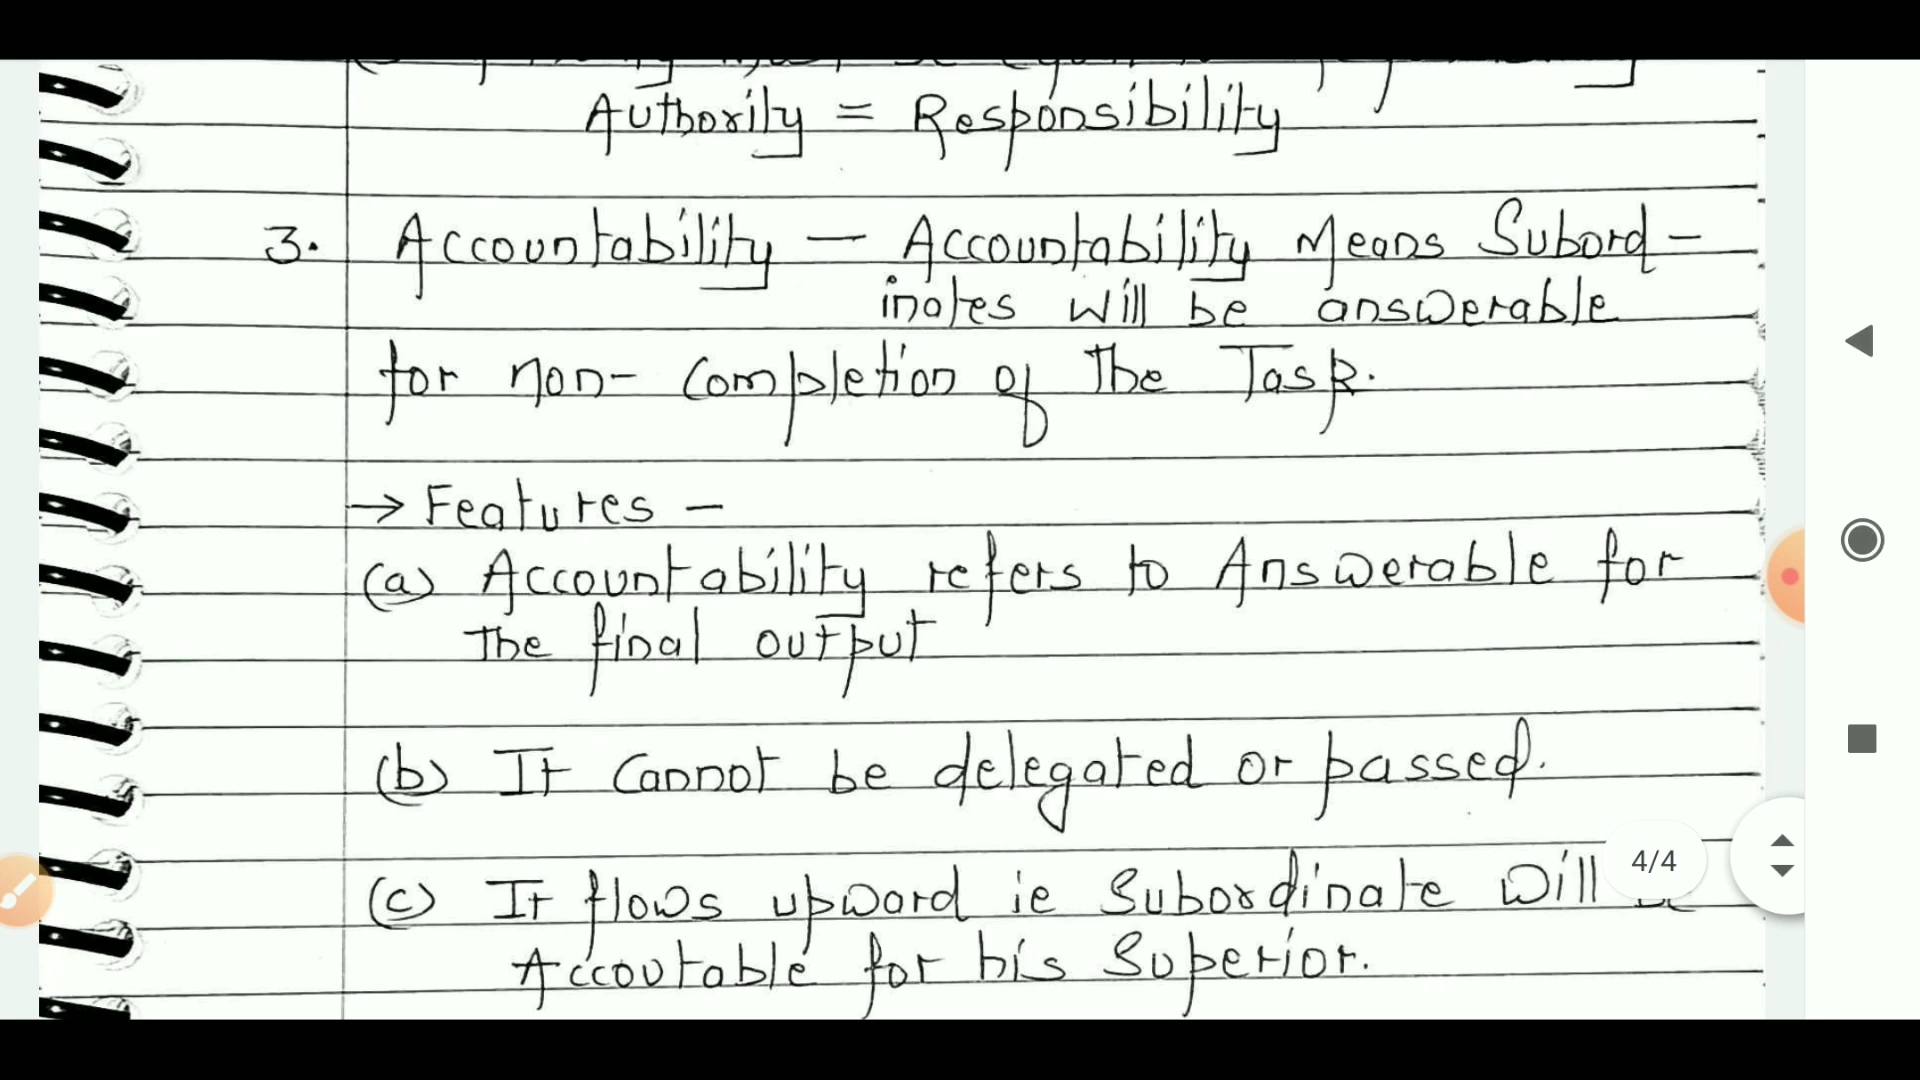 Authority = Responsibility
3. Accountability — Accountability Means Subord-
inates will be answerable
for non- Completion of The Task.
→ Features -
(a) Accountability refers to Answerable for
The final output
(b) It Cannot be delegated or passed.
4/4
(c) It flows upward ie Subordinate Will
Accoutable for his Superior.